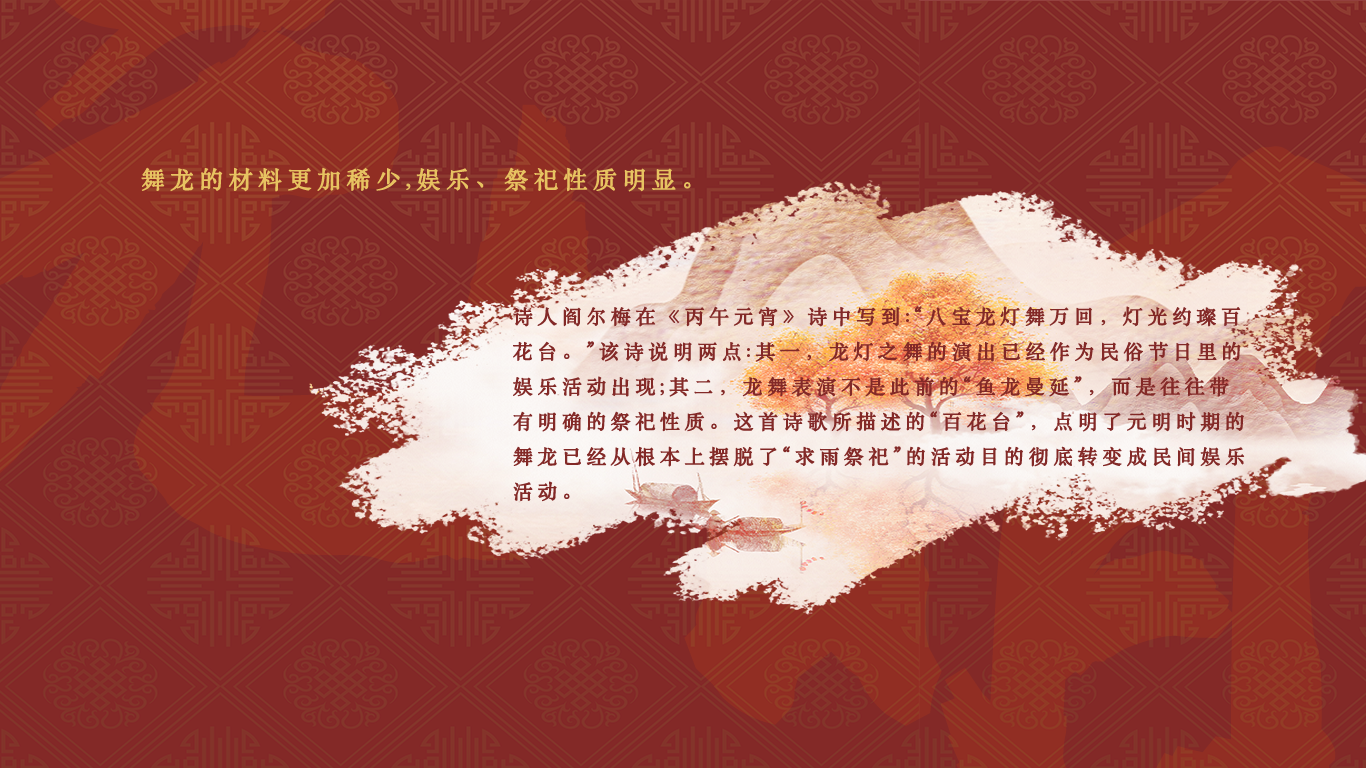 舞龙的材料更加稀少,娱乐、祭祀性质明显。
诗人阎尔梅在《丙午元宵》诗中写到:“八宝龙灯舞万回，灯光约璨百
花台。”该诗说明两点:其一，龙灯之舞的演出已经作为民俗节日里的
娱乐活动出现;其二，龙舞表演不是此前的“鱼龙曼延”，而是往往带
有明确的祭祀性质。这首诗歌所描述的“百花台”，点明了元明时期的
舞龙已经从根本上摆脱了“求雨祭祀”的活动目的彻底转变成民间娱乐
活动。